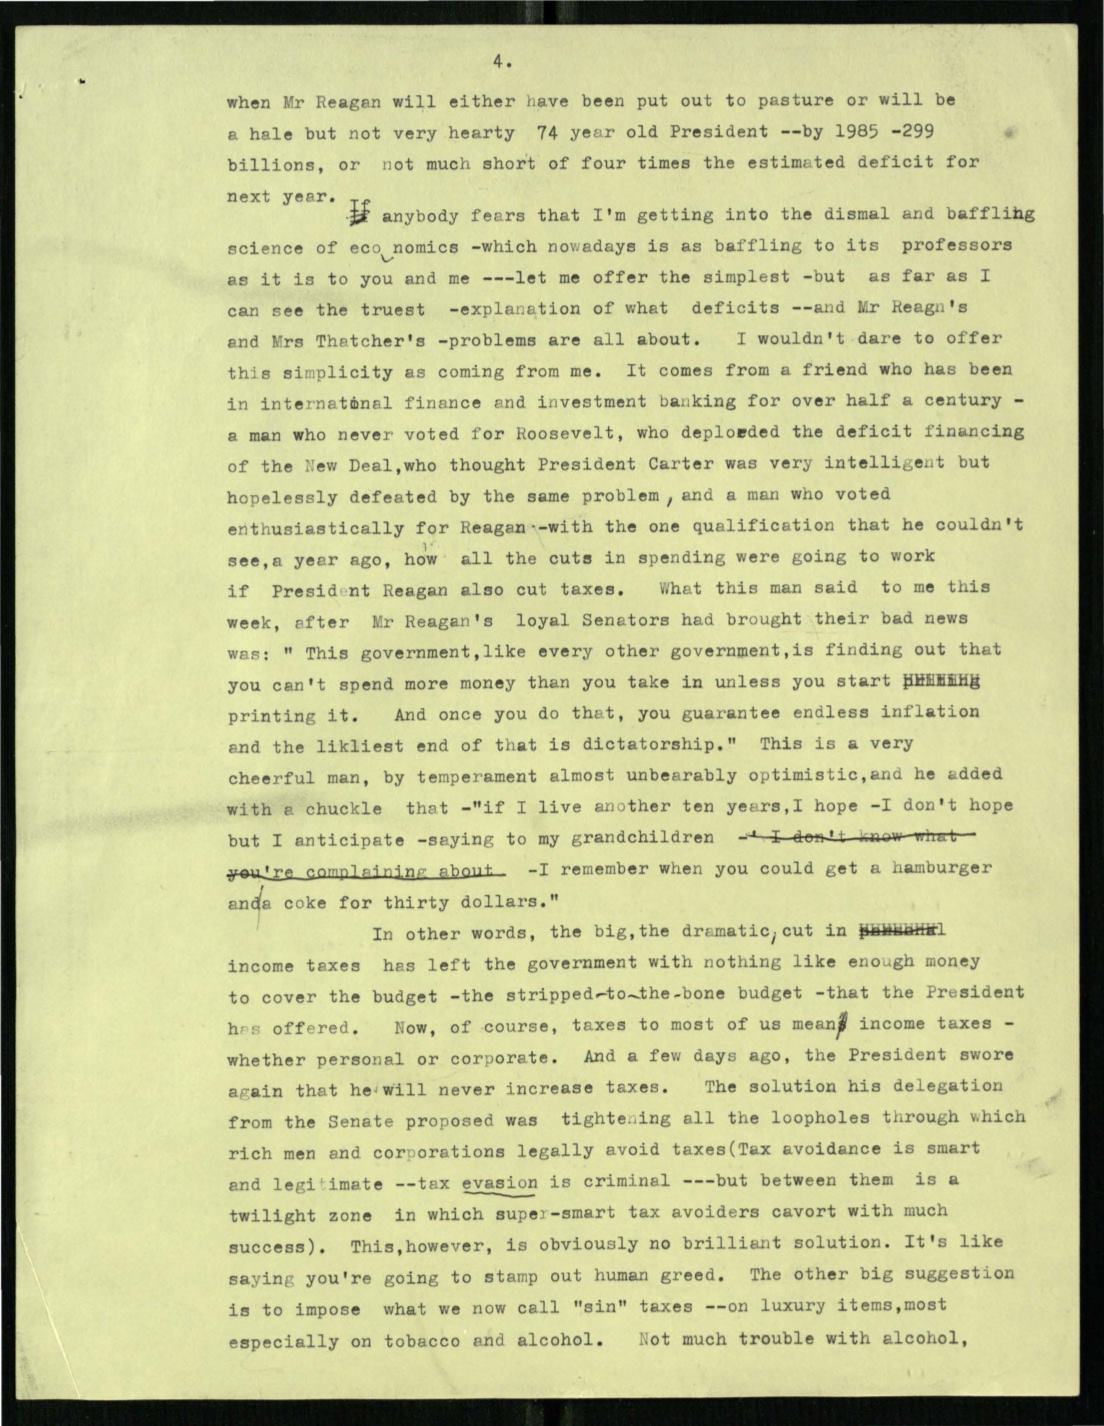 4.
when Mr Reagan will either have been put out to pasture or will be
a hale but not very hearty 74 year old President --by 1985 -299
billions, or not much short of four times the estimated deficit for
next year.
If anybody fears that I'm getting into the dismal and baffling
science of economics -which nowadays is as baffling to its professors
as it is to you and me ---let me offer the simplest -but as far as I
can see the truest -explanation of what deficits --and Mr Reagn's
and Mrs Thatcher's -problems are all about. I wouldn't dare to offer
this simplicity as coming from me. It comes from a friend who has been
in internatonal finance and investment banking for over half a century -
a man who never voted for Roosevelt, who deplorded the deficit financing
of the New Deal,who thought President Carter was very intelligent but
hopelessly defeated by the same problem, and a man who voted
enthusiastically for Reagan --with the one qualification that he couldn't
see,a year ago, how all the cuts in spending were going to work
if President Reagan also cut taxes. What this man said to me this
week, after Mr Reagan's loyal Senators had brought their bad news
was: " This government,like every other government,is finding out that
you can't spend more money than you take in unless you start
printing it. And once you do that, you guarantee endless inflation
and the likliest end of that is dictatorship." This is a very
cheerful man, by temperament almost unbearably optimistic,and he added
with a chuckle that -"if I live another ten years,I hope -I don't hope
but I anticipate -saying to my grandchildren -' I don't know what
you're complaining about -I remember when you could get a hamburger
and/a coke for thirty dollars."
In other words, the big,the dramatic, cut in
income taxes has left the government with nothing like enough money
to cover the budget -the stripped-to-the-bone budget -that the President
has offered. Now, of course, taxes to most of us mean income taxes -
whether personal or corporate. And a few days ago, the President swore
again that he will never increase taxes. The solution his delegation
from the Senate proposed was tightening all the loopholes through which
rich men and corporations legally avoid taxes(Tax avoidance is smart
and legitimate --tax evasion is criminal ---but between them is a
twilight zone in which super-smart tax avoiders cavort with much
success). This,however, is obviously no brilliant solution. It's like
saying you're going to stamp out human greed. The other big suggestion
is to impose what we now call "sin" taxes --on luxury items,most
especially on tobacco and alcohol. Not much trouble with alcohol,